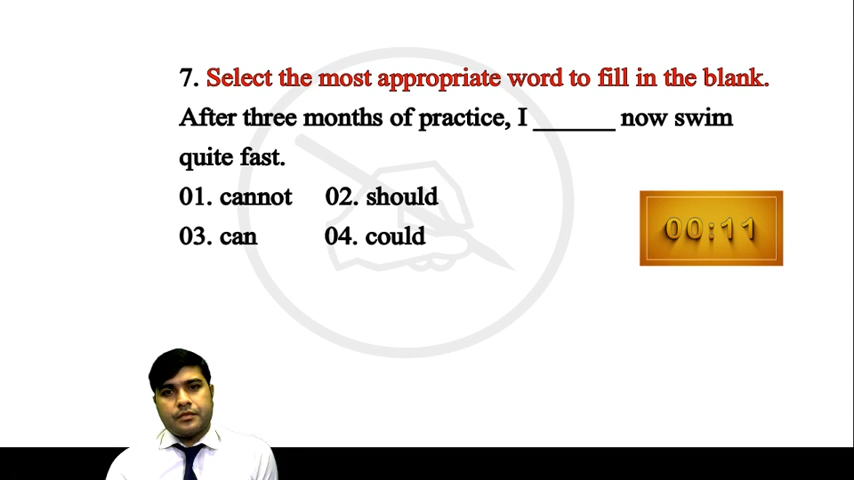 7. Select the most appropriate word to fill in the blank.
After three months of practice, I ______ now swim
quite fast.
01. cannot 02. should
03. can 04. could
00:11